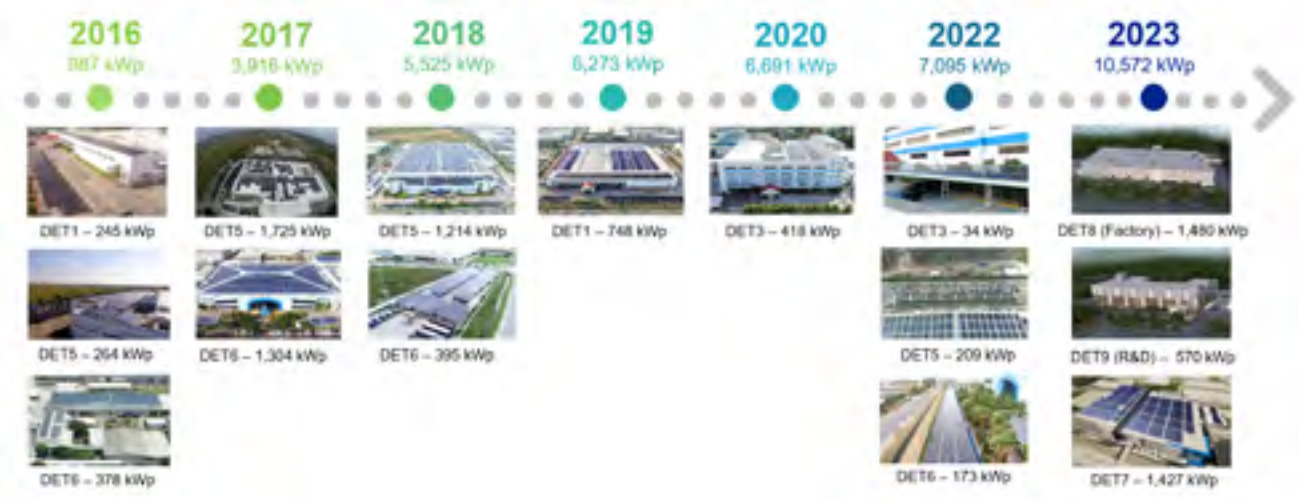 2016 2017 2018 2019 2020 2022 2023
887 kWp 3,916 kWp 5,525 kWp 6,273 kWp 6,691 kWp 7,095 kWp 10,572 kWp
DET1 – 245 kWp DET5 – 1,725 kWp DET5 – 1,214 kWp DET1 – 748 kWp DET3 – 418 kWp DET3 – 34 kWp DET8 (Factory) – 1,480 kWp
DET5 – 264 kWp DET6 – 1,304 kWp DET6 – 395 kWp DET5 – 209 kWp DET9 (R&D) – 570 kWp
DET6 – 378 kWp DET6 – 173 kWp DET7 – 1,427 kWp